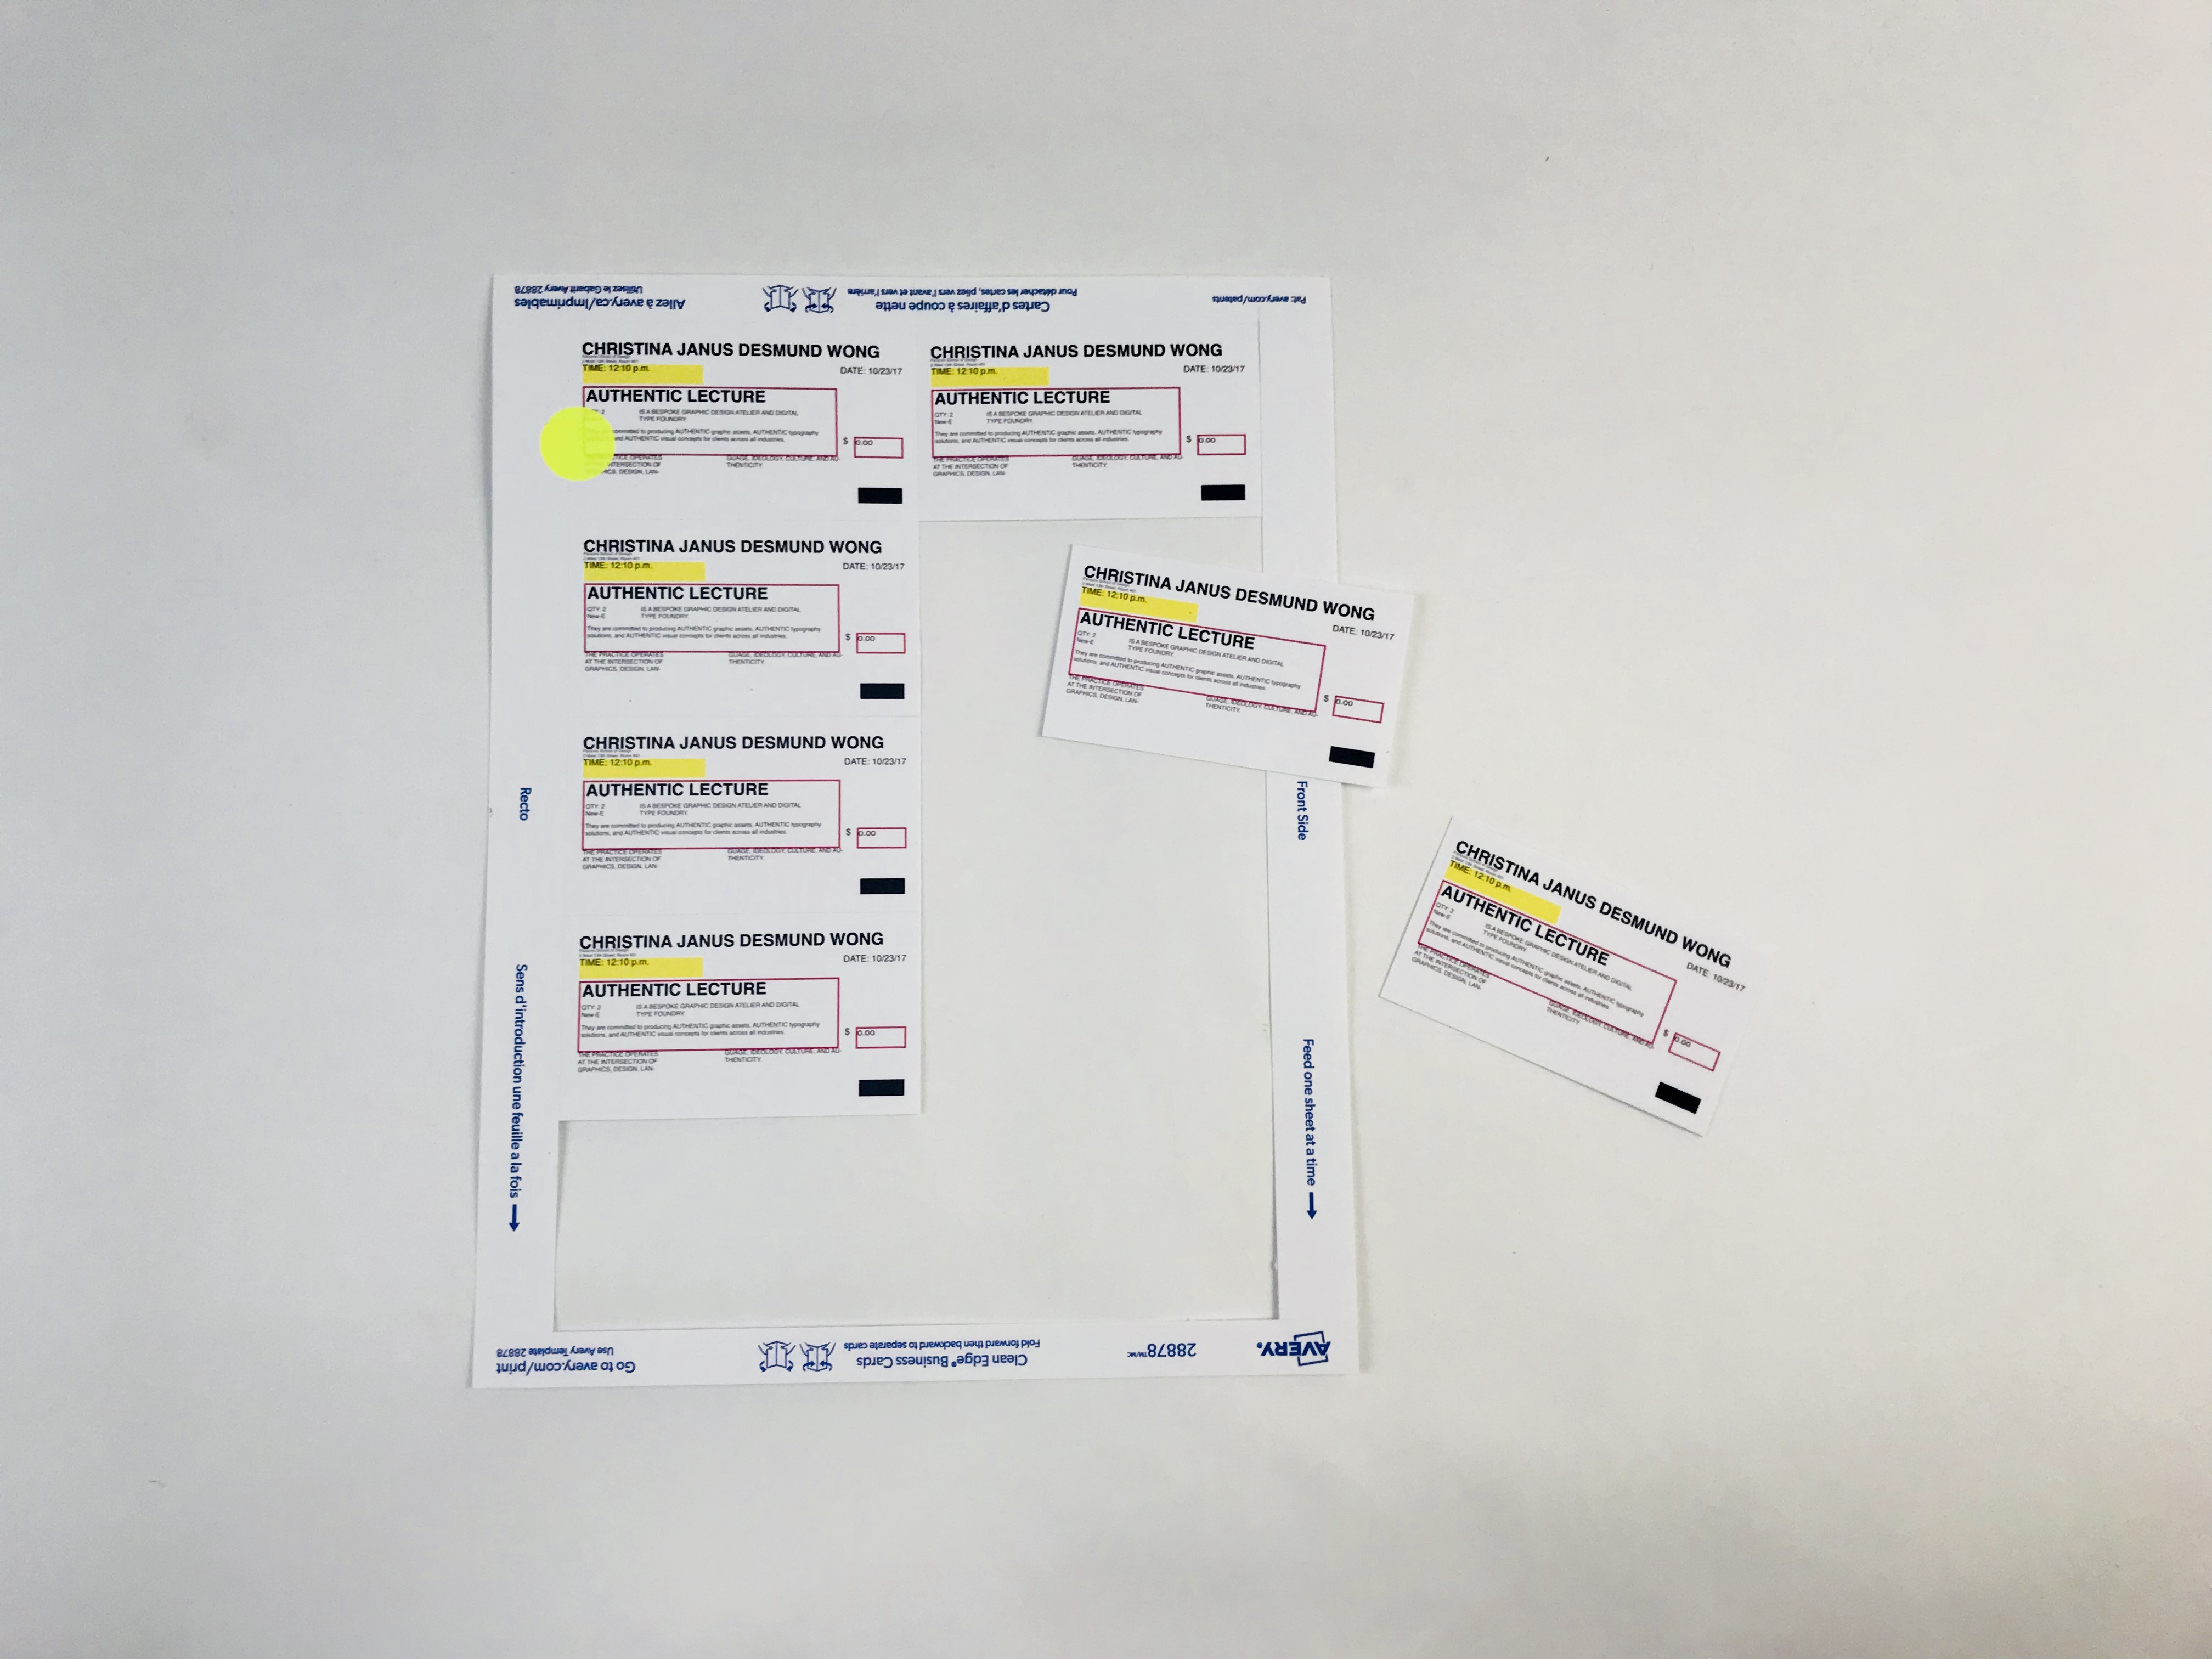 Allez à avery.ca/Imprimables
Utilisez le Gabarit Avery 28878
Cartes d'affaires à coupe nette
Pour détacher les cartes, pliez vers l'avant et vers l'arrière
Pat: avery.com/patents
CHRISTINA JANUS DESMUND WONG
TIME: 12:10 p.m.
DATE: 10/23/17
AUTHENTIC LECTURE
IS A BESPOKE GRAPHIC DESIGN ATELIER AND DIGITAL
TYPE FOUNDRY.
committed to producing AUTHENTIC graphic assets, AUTHENTIC typography
and AUTHENTIC visual concepts for clients across all industries.
$ 0.00
OPERATES
INTERSECTION OF
DESIGN, LAN-
GUAGE, IDEOLOGY, CULTURE, AND AU-
THENTICITY.
CHRISTINA JANUS DESMUND WONG
TIME: 12:10 p.m.
DATE: 10/23/17
AUTHENTIC LECTURE
QTY: 2
New-E
IS A BESPOKE GRAPHIC DESIGN ATELIER AND DIGITAL
TYPE FOUNDRY.
They are committed to producing AUTHENTIC graphic assets, AUTHENTIC typography
solutions, and AUTHENTIC visual concepts for clients across all industries.
$ 0.00
THE PRACTICE OPERATES
AT THE INTERSECTION OF
GRAPHICS, DESIGN, LAN-
GUAGE, IDEOLOGY, CULTURE, AND AU-
THENTICITY.
CHRISTINA JANUS DESMUND WONG
TIME: 12:10 p.m.
DATE: 10/23/17
AUTHENTIC LECTURE
QTY: 2
New-E
IS A BESPOKE GRAPHIC DESIGN ATELIER AND DIGITAL
TYPE FOUNDRY.
They are committed to producing AUTHENTIC graphic assets, AUTHENTIC typography
solutions, and AUTHENTIC visual concepts for clients across all industries.
$ 0.00
THE PRACTICE OPERATES
AT THE INTERSECTION OF
GRAPHICS, DESIGN, LAN-
GUAGE, IDEOLOGY, CULTURE, AND AU-
THENTICITY.
CHRISTINA JANUS DESMUND WONG
TIME: 12:10 p.m.
DATE: 10/23/17
AUTHENTIC LECTURE
QTY: 2
New-E
IS A BESPOKE GRAPHIC DESIGN ATELIER AND DIGITAL
TYPE FOUNDRY.
They are committed to producing AUTHENTIC graphic assets, AUTHENTIC typography
solutions, and AUTHENTIC visual concepts for clients across all industries.
$ 0.00
THE PRACTICE OPERATES
AT THE INTERSECTION OF
GRAPHICS, DESIGN, LAN-
GUAGE, IDEOLOGY, CULTURE, AND AU-
THENTICITY.
CHRISTINA JANUS DESMUND WONG
TIME: 12:10 p.m.
DATE: 10/23/17
AUTHENTIC LECTURE
QTY: 2
New-E
IS A BESPOKE GRAPHIC DESIGN ATELIER AND DIGITAL
TYPE FOUNDRY.
They are committed to producing AUTHENTIC graphic assets, AUTHENTIC typography
solutions, and AUTHENTIC visual concepts for clients across all industries.
$ 0.00
THE PRACTICE OPERATES
AT THE INTERSECTION OF
GRAPHICS, DESIGN, LAN-
GUAGE, IDEOLOGY, CULTURE, AND AU-
THENTICITY.
CHRISTINA JANUS DESMUND WONG
TIME: 12:10 p.m.
DATE: 10/23/17
AUTHENTIC LECTURE
QTY: 2
New-E
IS A BESPOKE GRAPHIC DESIGN ATELIER AND DIGITAL
TYPE FOUNDRY.
They are committed to producing AUTHENTIC graphic assets, AUTHENTIC typography
solutions, and AUTHENTIC visual concepts for clients across all industries.
$ 0.00
THE PRACTICE OPERATES
AT THE INTERSECTION OF
GRAPHICS, DESIGN, LAN-
GUAGE, IDEOLOGY, CULTURE, AND AU-
THENTICITY.
CHRISTINA JANUS DESMUND WONG
TIME: 12:10 p.m.
DATE: 10/23/17
AUTHENTIC LECTURE
QTY: 2
New-E
IS A BESPOKE GRAPHIC DESIGN ATELIER AND DIGITAL
TYPE FOUNDRY.
They are committed to producing AUTHENTIC graphic assets, AUTHENTIC typography
solutions, and AUTHENTIC visual concepts for clients across all industries.
$ 0.00
THE PRACTICE OPERATES
AT THE INTERSECTION OF
GRAPHICS, DESIGN, LAN-
GUAGE, IDEOLOGY, CULTURE, AND AU-
THENTICITY.
Recto
Sens d'introduction une feuille a la fois
Front Side
Feed one sheet at a time
Go to avery.com/print
Use Avery Template 28878
Clean Edge® Business Cards
Fold forward then backward to separate cards
28878 TM/MC
AVERY.